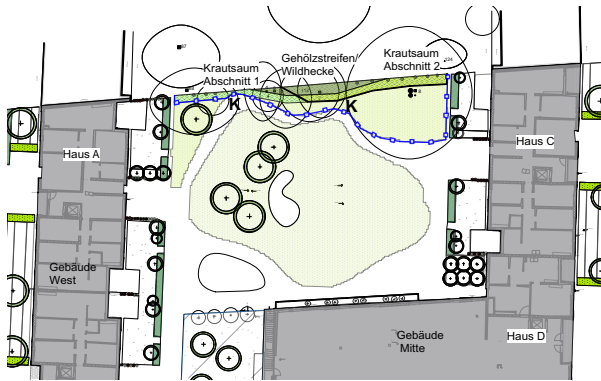 Krautsaum
Abschnitt 1
Gehölzstreifen/
Wildhecke
Krautsaum
Abschnitt 2
K
K
Haus A
Haus C
Gebäude
West
Gebäude
Mitte
Haus D